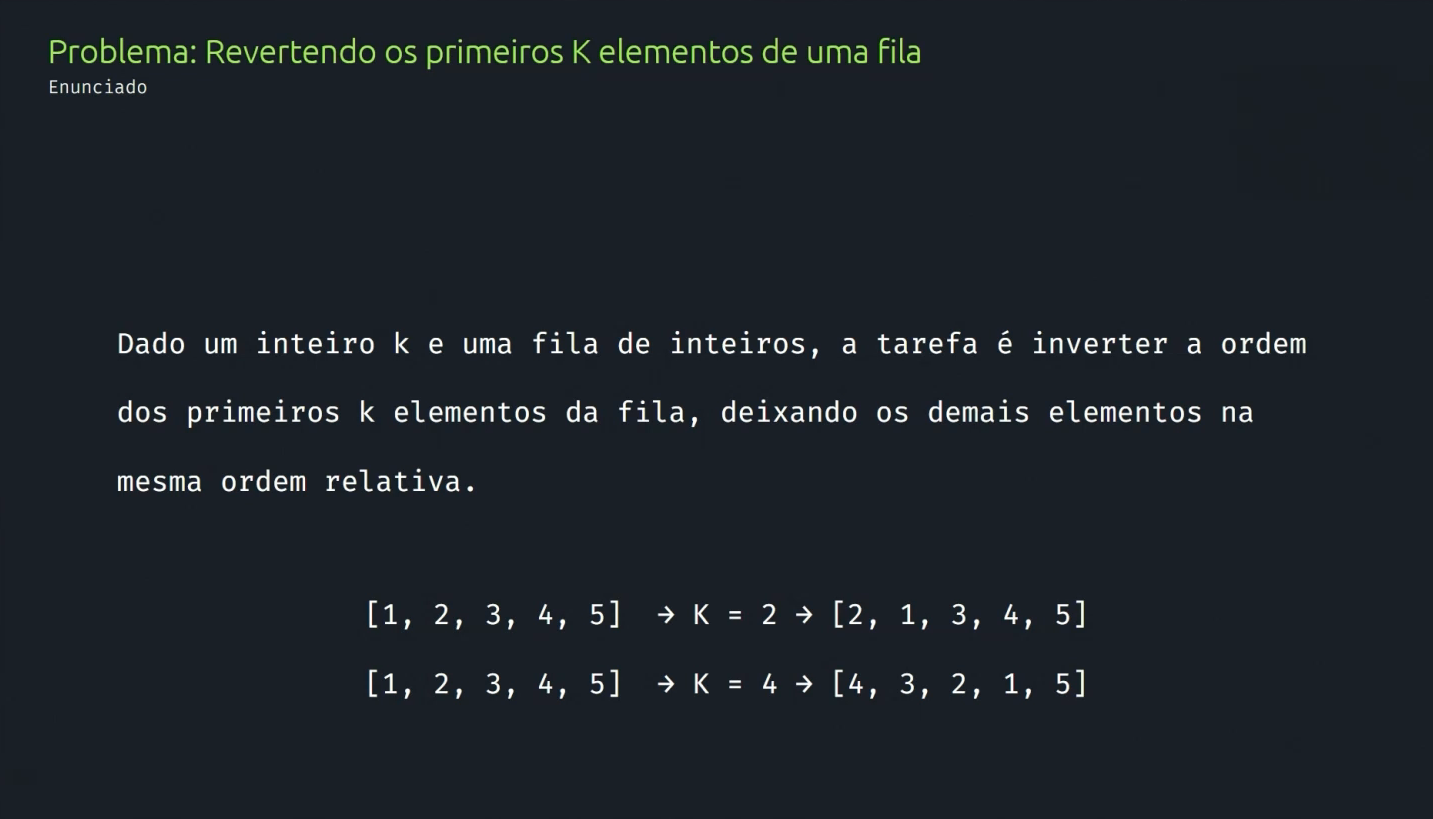 Problema: Revertendo os primeiros K elementos de uma fila
Enunciado
Dado um inteiro k e uma fila de inteiros, a tarefa é inverter a ordem
dos primeiros k elementos da fila, deixando os demais elementos na
mesma ordem relativa.
[1, 2, 3, 4, 5] → K = 2 → [2, 1, 3, 4, 5]
[1, 2, 3, 4, 5] → K = 4 → [4, 3, 2, 1, 5]